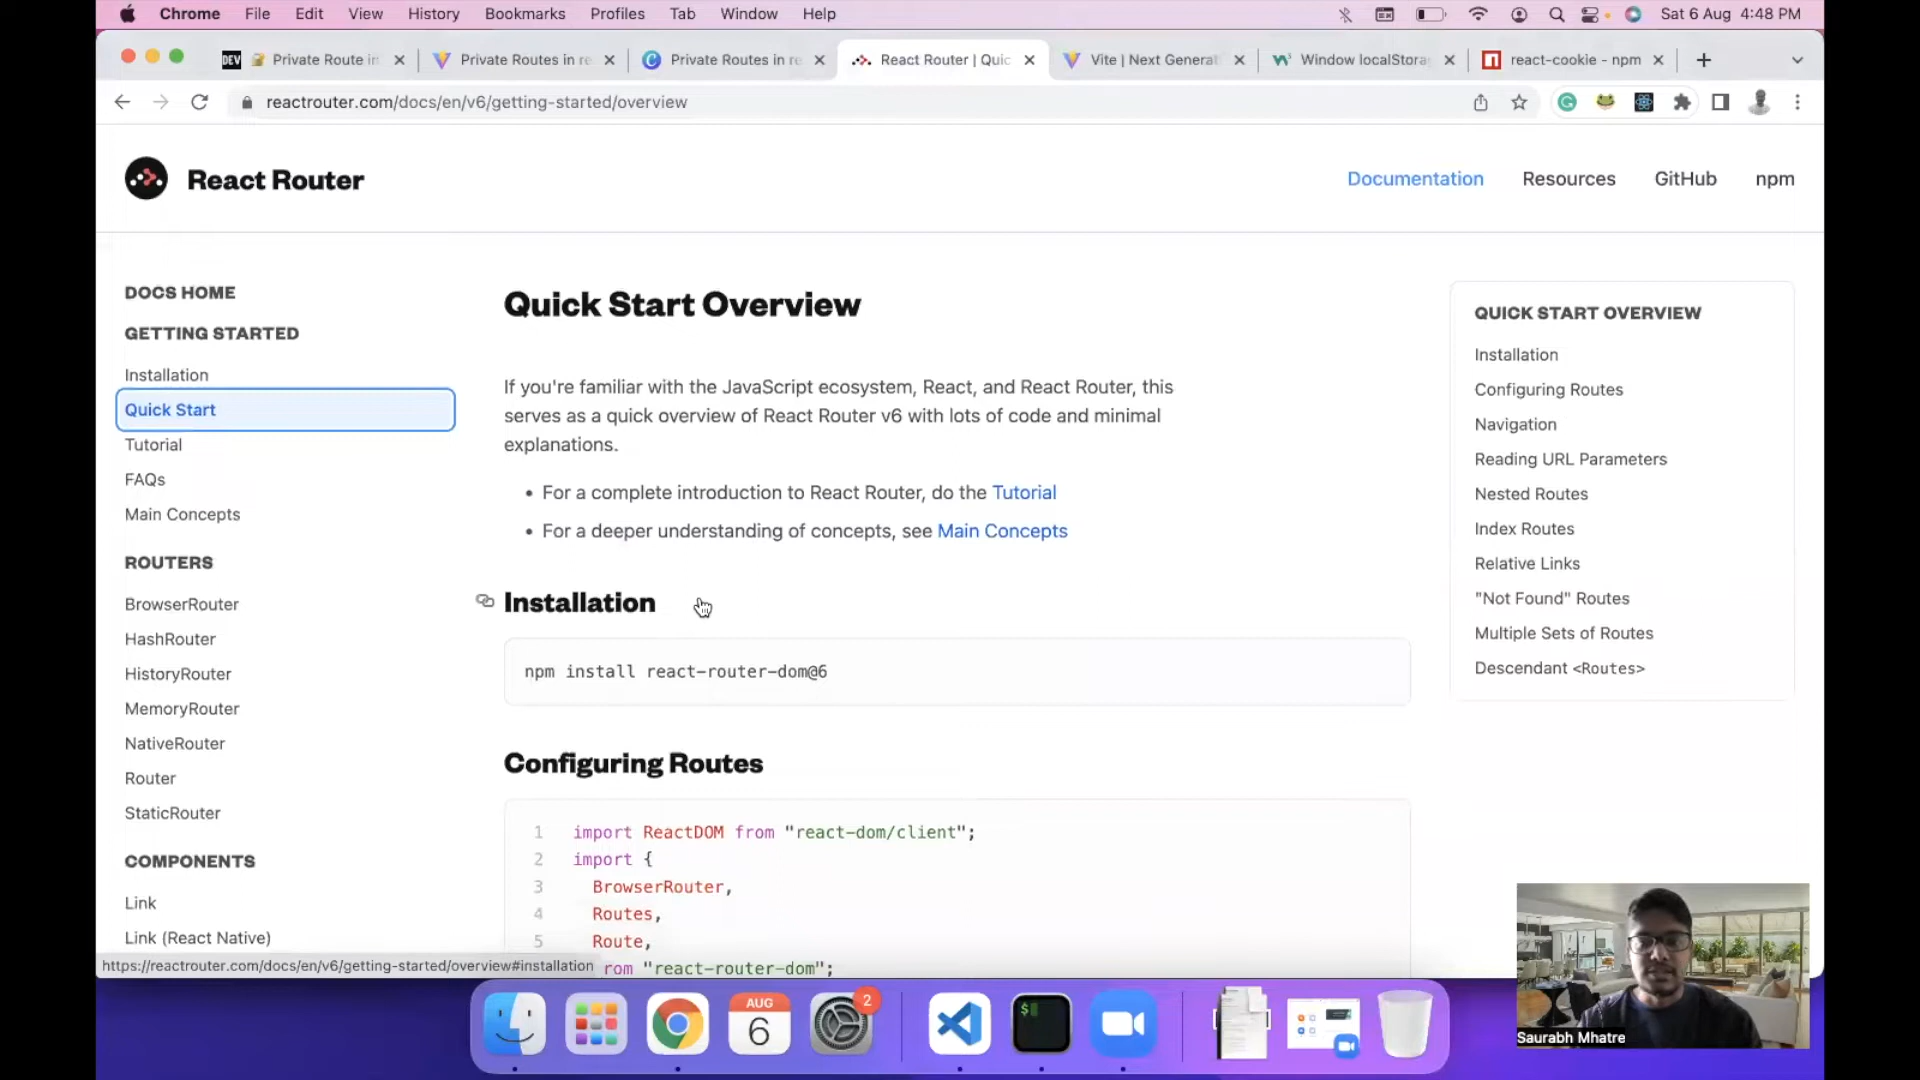 Chrome File Edit View History Bookmarks Profiles Tab Window Help
Sat 6 Aug 4:48 PM
DEV Private Route in
Private Routes in re
Private Routes in re
React Router | Quic
Vite | Next Generat
Window localStorag
react-cookie - npm
reactrouter.com/docs/en/v6/getting-started/overview
React Router
Documentation Resources GitHub npm
DOCS HOME
GETTING STARTED
Installation
Quick Start
Tutorial
FAQs
Main Concepts
ROUTERS
BrowserRouter
HashRouter
HistoryRouter
MemoryRouter
NativeRouter
Router
StaticRouter
COMPONENTS
Link
Link (React Native)
https://reactrouter.com/docs/en/v6/getting-started/overview#installation
Quick Start Overview
If you're familiar with the JavaScript ecosystem, React, and React Router, this
serves as a quick overview of React Router v6 with lots of code and minimal
explanations.
• For a complete introduction to React Router, do the Tutorial
• For a deeper understanding of concepts, see Main Concepts
Installation
npm install react-router-dom@6
Configuring Routes
1 import ReactDOM from "react-dom/client";
2 import {
3 BrowserRouter,
4 Routes,
5 Route,
rom "react-router-dom";
QUICK START OVERVIEW
Installation
Configuring Routes
Navigation
Reading URL Parameters
Nested Routes
Index Routes
Relative Links
"Not Found" Routes
Multiple Sets of Routes
Descendant <Routes>
AUG
6
2
$
Saurabh Mhatre